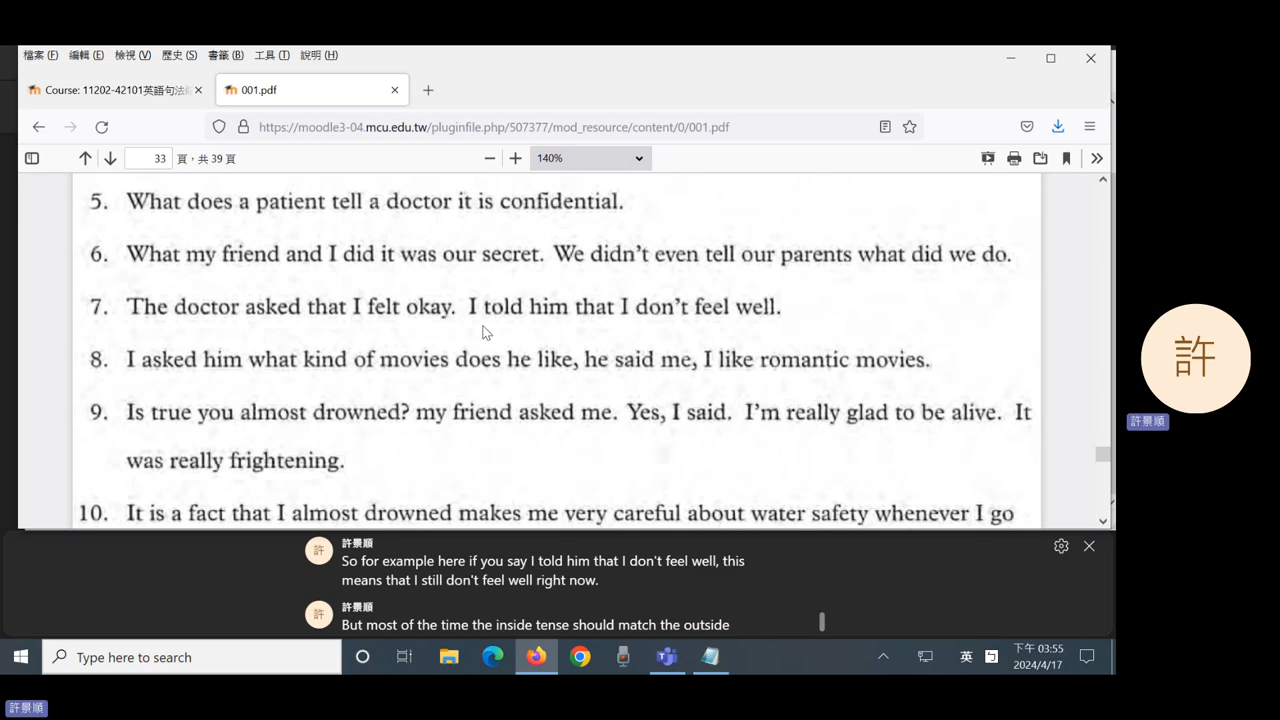 檔案 (F) 編輯 (E) 檢視 (V) 歷史 (S) 書籤 (B) 工具 (T) 說明 (H)
Course: 11202-42101英語句法結
001.pdf
https://moodle3-04.mcu.edu.tw/pluginfile.php/507377/mod_resource/content/0/001.pdf
33 頁，共 39 頁
140%
5. What does a patient tell a doctor it is confidential.
6. What my friend and I did it was our secret. We didn't even tell our parents what did we do.
7. The doctor asked that I felt okay. I told him that I don't feel well.
8. I asked him what kind of movies does he like, he said me, I like romantic movies.
9. Is true you almost drowned? my friend asked me. Yes, I said. I'm really glad to be alive. It
was really frightening.
10. It is a fact that I almost drowned makes me very careful about water safety whenever I go
許
許景順
許
許景順
So for example here if you say I told him that I don't feel well, this
means that I still don't feel well right now.
許
許景順
But most of the time the inside tense should match the outside
Type here to search
英
下午 03:55
2024/4/17
許景順